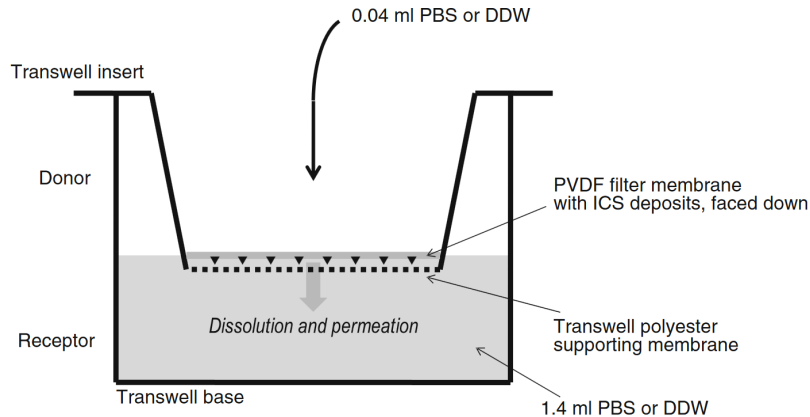 0.04 ml PBS or DDW
Transwell insert
Donor
PVDF filter membrane
with ICS deposits, faced down
Dissolution and permeation
Receptor
Transwell polyester
supporting membrane
Transwell base
1.4 ml PBS or DDW